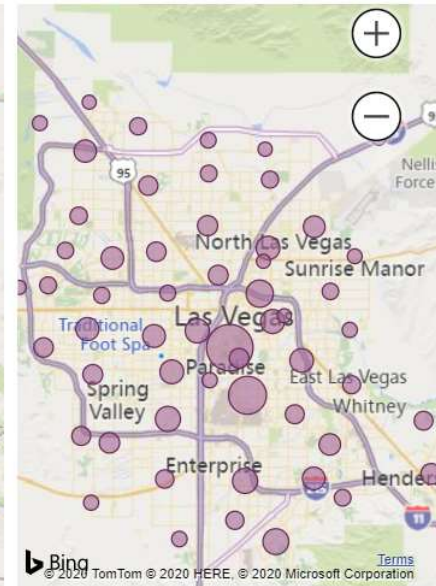 +
95
9
−
Nellis
Force
North Las Vegas
Sunrise Manor
Las Vegas
Traditional
Foot Spa
Paradise
East Las Vegas
Spring
Valley
Whitney
Enterprise
Hender
11
Bing
Terms
© 2020 TomTom © 2020 HERE, © 2020 Microsoft Corporation